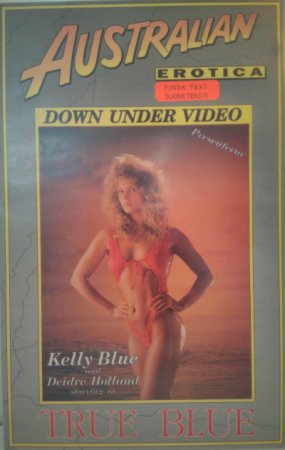 AUSTRALIAN
EROTICA
FINSK TEXT
SUOMI TEKSTI
DOWN UNDER VIDEO
Presenterar
Kelly Blue
and
Deidre Holland
starring in
TRUE BLUE